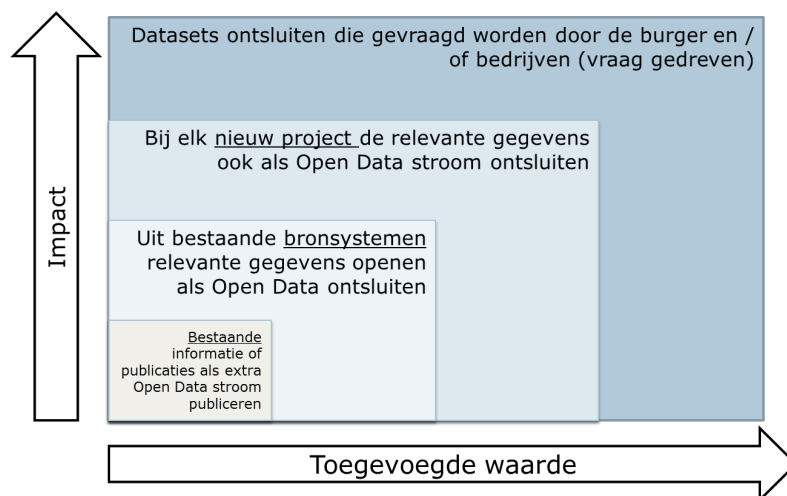 Datasets ontsluiten die gevraagd worden door de burger en /
of bedrijven (vraag gedreven)
Bij elk nieuw project de relevante gegevens
ook als Open Data stroom ontsluiten
Uit bestaande bronsystemen
relevante gegevens openen
als Open Data ontsluiten
Bestaande
informatie of
publicaties als extra
Open Data stroom
publiceren
Impact
Toegevoegde waarde